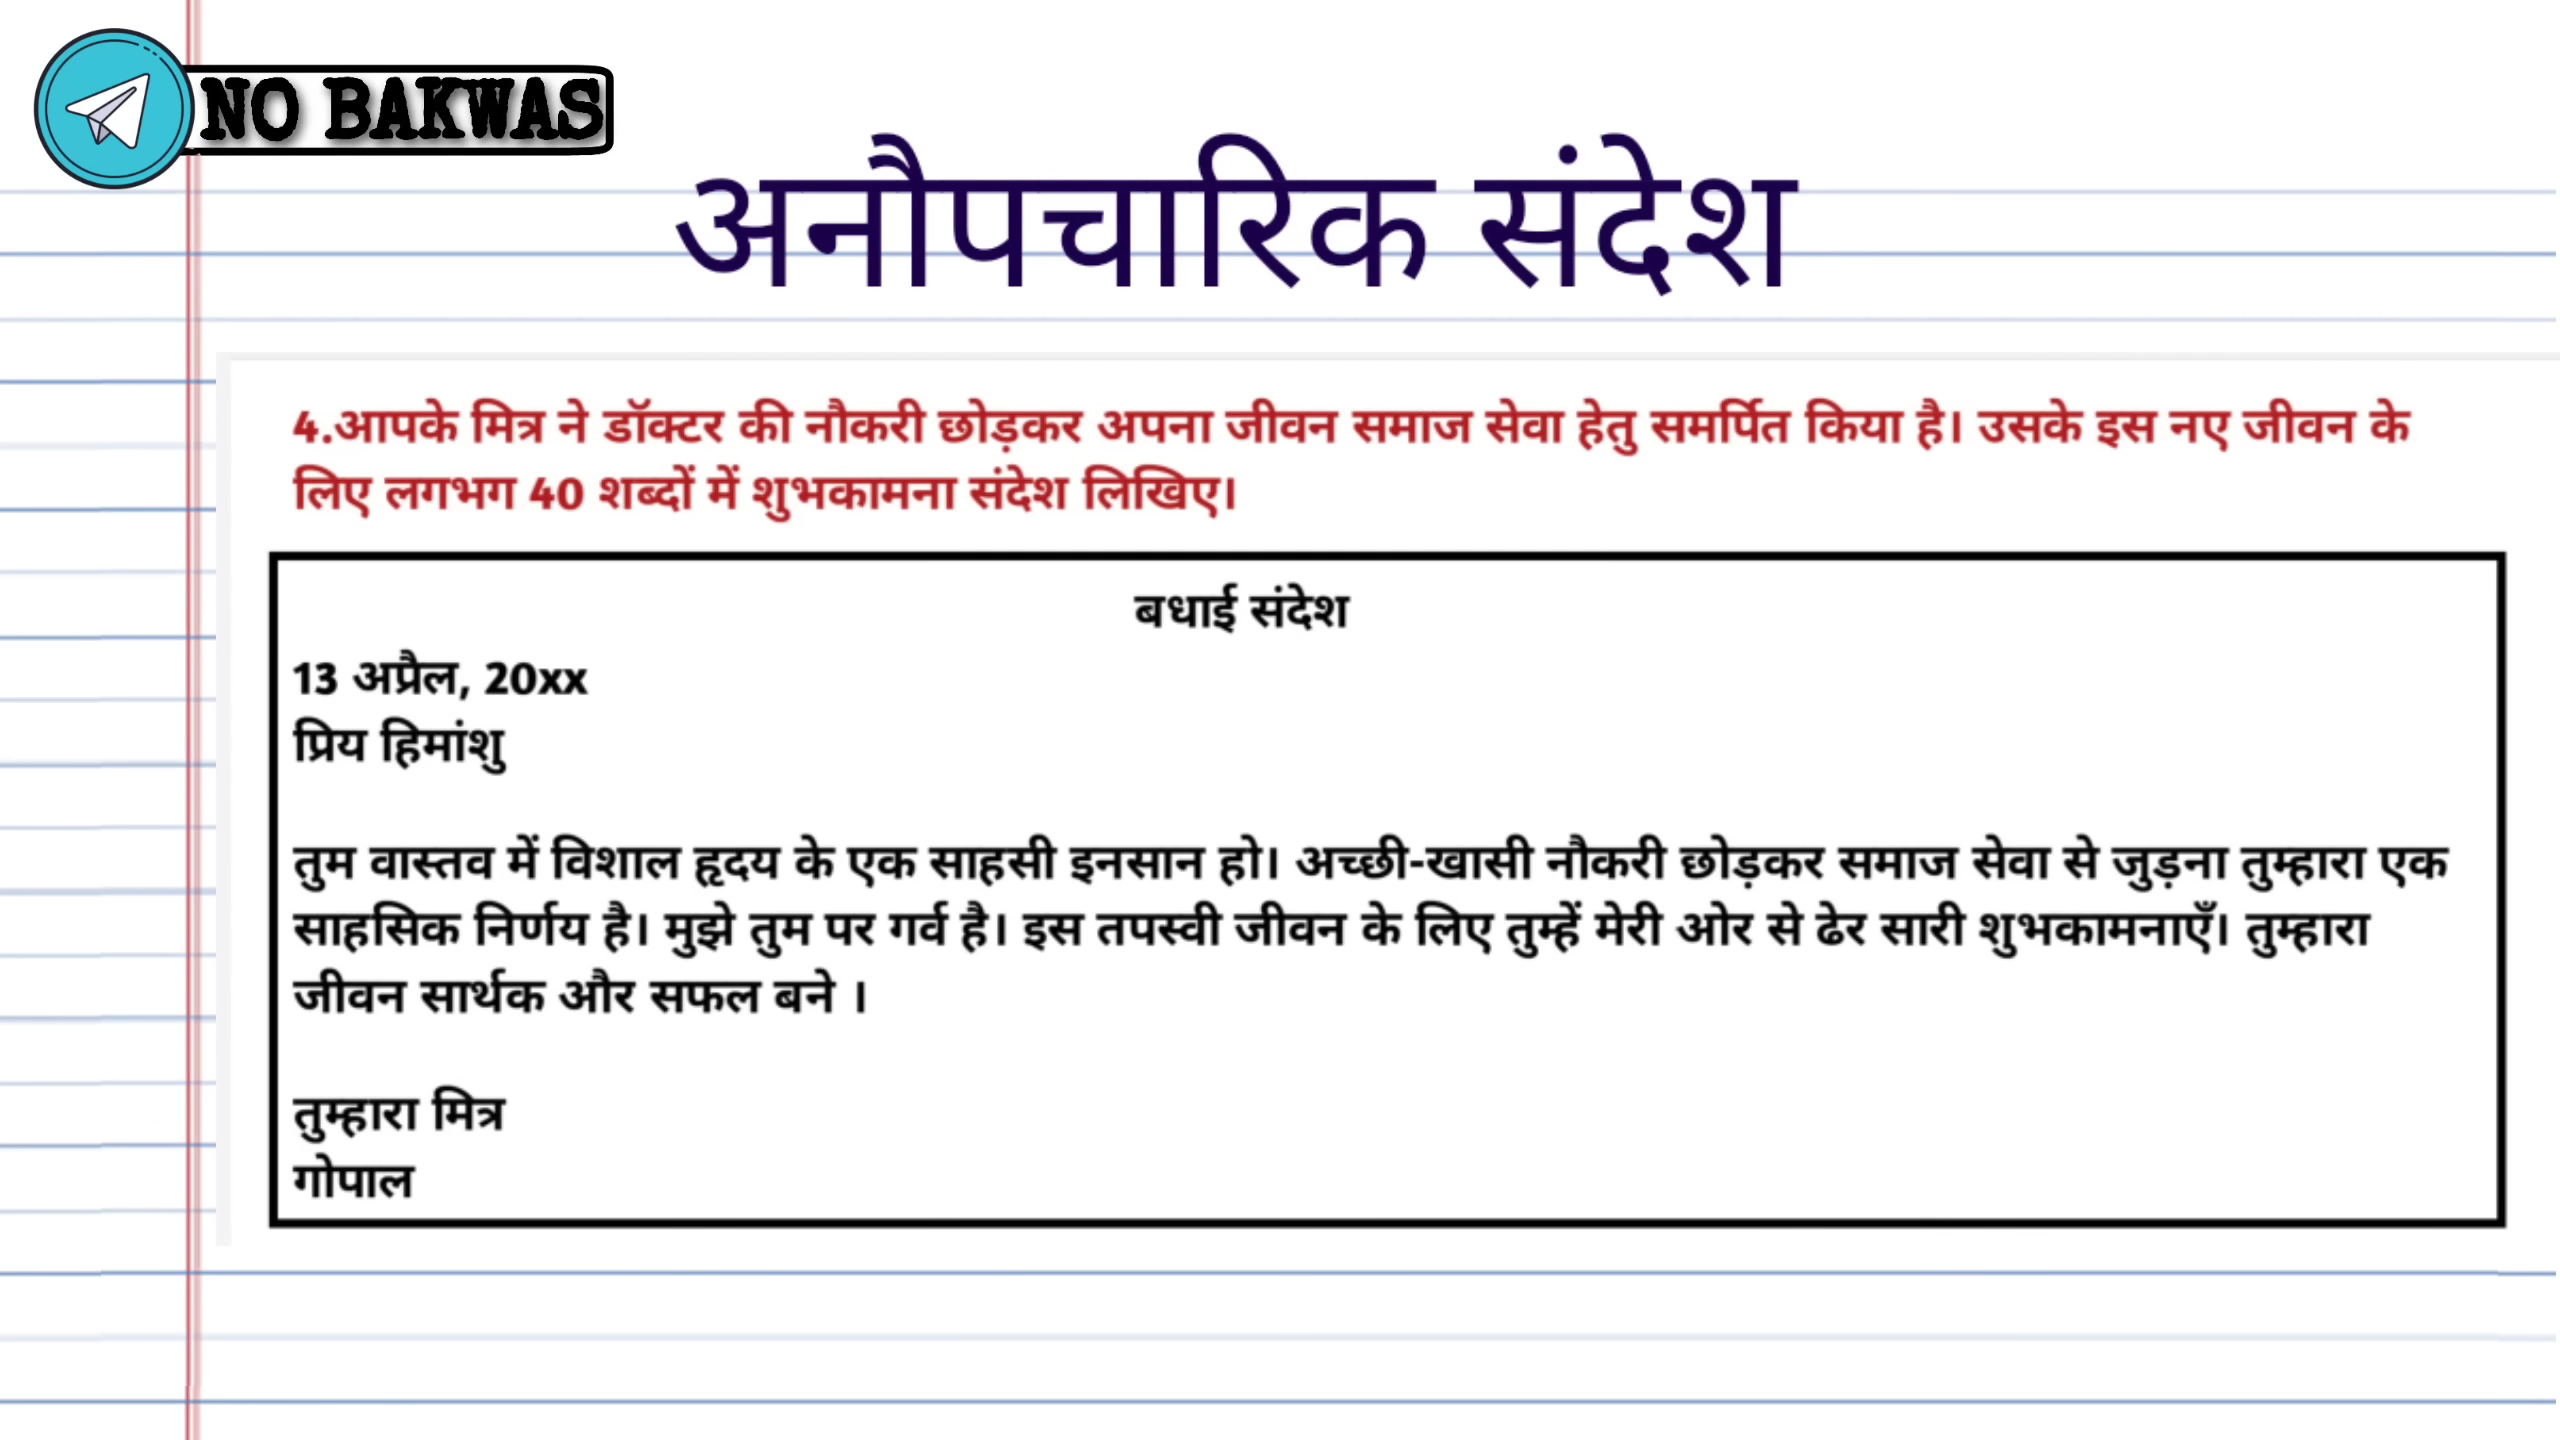 NO BAKWAS
अनौपचारिक संदेश
4.आपके मित्र ने डॉक्टर की नौकरी छोड़कर अपना जीवन समाज सेवा हेतु समर्पित किया है। उसके इस नए जीवन के
लिए लगभग 40 शब्दों में शुभकामना संदेश लिखिए।
बधाई संदेश
13 अप्रैल, 20xx
प्रिय हिमांशु
तुम वास्तव में विशाल हृदय के एक साहसी इनसान हो। अच्छी-खासी नौकरी छोड़कर समाज सेवा से जुड़ना तुम्हारा एक
साहसिक निर्णय है। मुझे तुम पर गर्व है। इस तपस्वी जीवन के लिए तुम्हें मेरी ओर से ढेर सारी शुभकामनाएँ। तुम्हारा
जीवन सार्थक और सफल बने ।
तुम्हारा मित्र
गोपाल